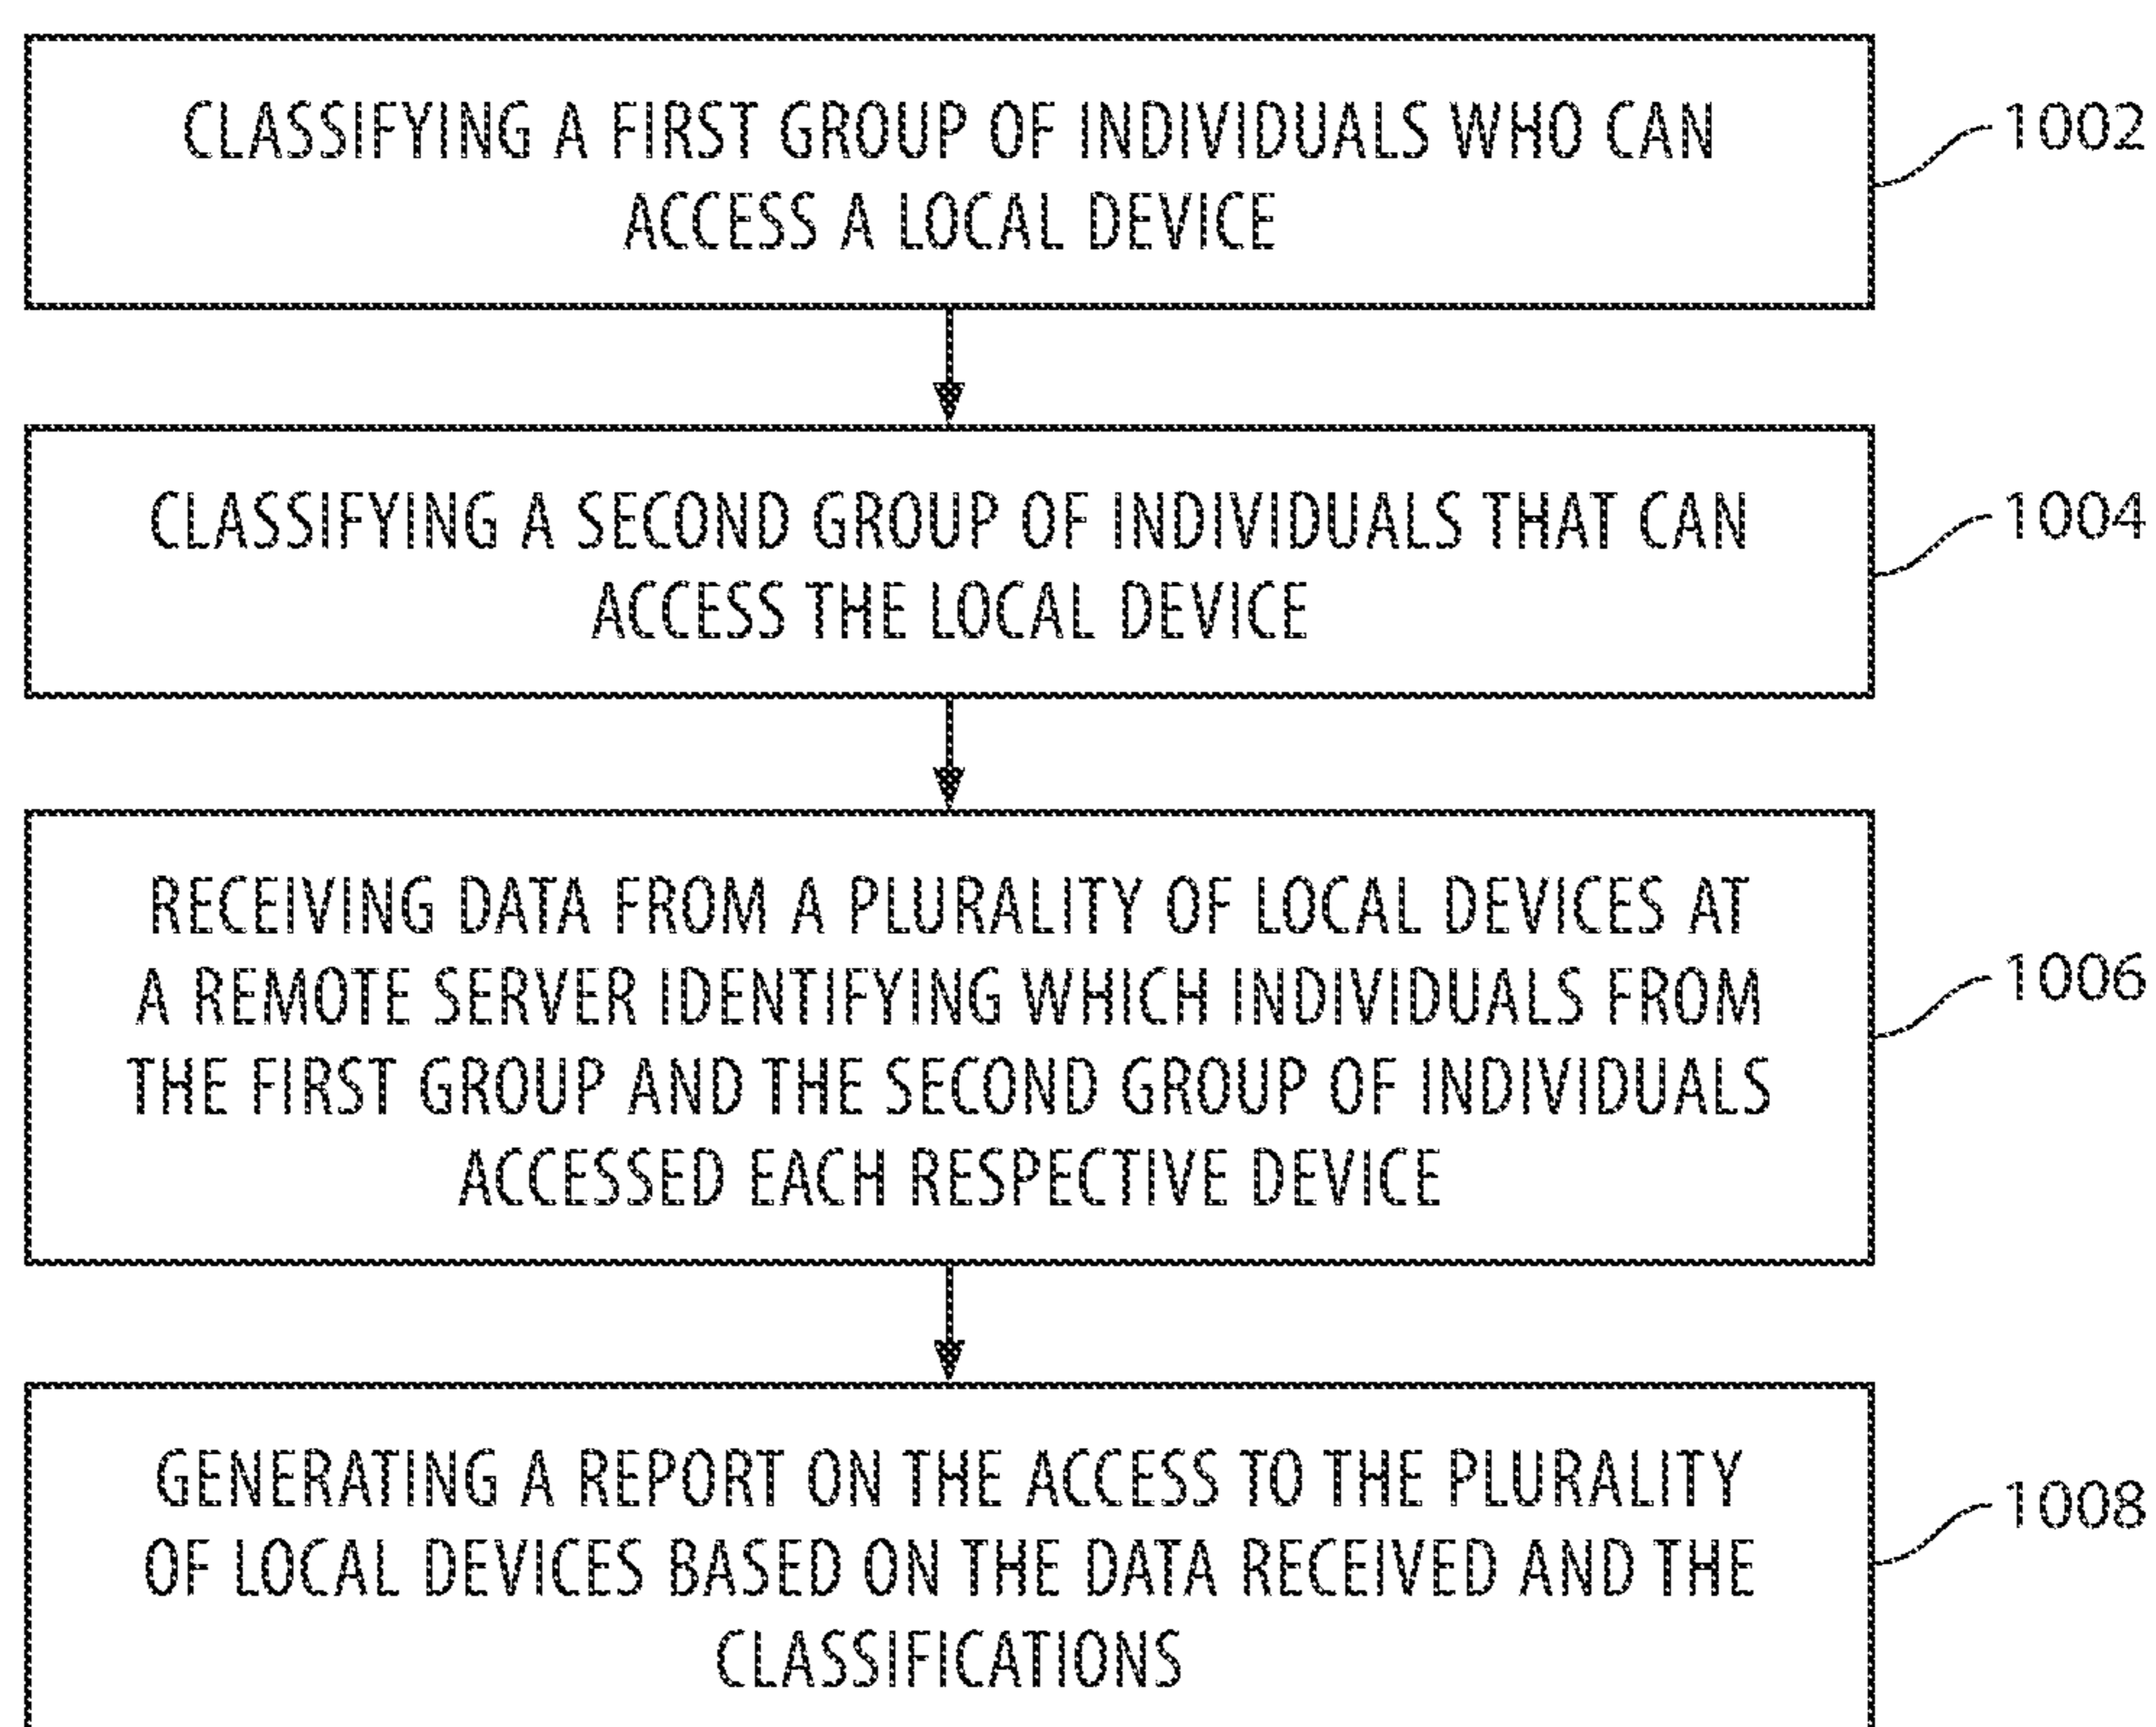 CLASSIFYING A FIRST GROUP OF INDIVIDUALS WHO CAN
ACCESS A LOCAL DEVICE
1002
CLASSIFYING A SECOND GROUP OF INDIVIDUALS THAT CAN
ACCESS THE LOCAL DEVICE
1004
RECEIVING DATA FROM A PLURALITY OF LOCAL DEVICES AT
A REMOTE SERVER IDENTIFYING WHICH INDIVIDUALS FROM
THE FIRST GROUP AND THE SECOND GROUP OF INDIVIDUALS
ACCESSED EACH RESPECTIVE DEVICE
1006
GENERATING A REPORT ON THE ACCESS TO THE PLURALITY
OF LOCAL DEVICES BASED ON THE DATA RECEIVED AND THE
CLASSIFICATIONS
1008